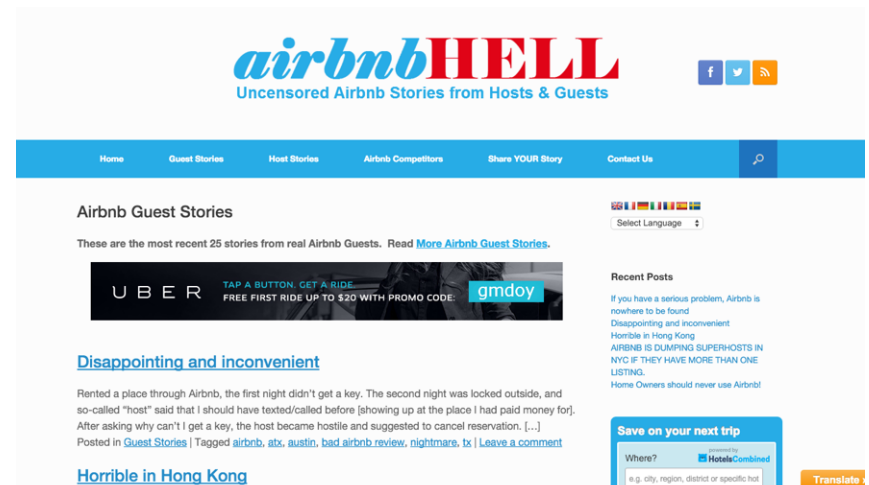 airbnbHELL
Uncensored Airbnb Stories from Hosts & Guests
Home Guest Stories Host Stories Airbnb Competitors Share YOUR Story Contact Us
Airbnb Guest Stories
These are the most recent 25 stories from real Airbnb Guests. Read More Airbnb Guest Stories.
UBER
TAP A BUTTON. GET A RIDE.
FREE FIRST RIDE UP TO $20 WITH PROMO CODE:
gmdoy
Disappointing and inconvenient
Rented a place through Airbnb, the first night didn't get a key. The second night was locked outside, and
so-called "host" said that I should have texted/called before [showing up at the place I had paid money for].
After asking why can't I get a key, the host became hostile and suggested to cancel reservation. […]
Posted in Guest Stories | Tagged airbnb, atx, austin, bad airbnb review, nightmare, tx | Leave a comment
Horrible in Hong Kong
Select Language
Recent Posts
If you have a serious problem, Airbnb is
nowhere to be found
Disappointing and inconvenient
Horrible in Hong Kong
AIRBNB IS DUMPING SUPERHOSTS IN
NYC IF THEY HAVE MORE THAN ONE
LISTING.
Home Owners should never use Airbnb!
Save on your next trip
powered by
Where? HotelsCombined
e.g. city, region, district or specific hot
Translate »